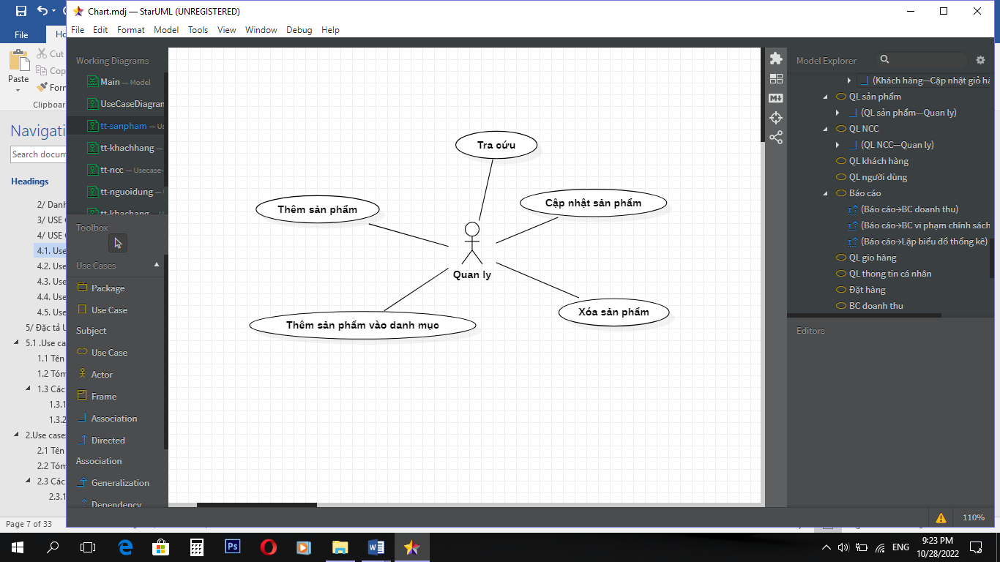 Chart.mdj — StarUML (UNREGISTERED)
File Edit Format Model Tools View Window Debug Help
File
Cut
Paste
Clipboar
Search docum
Headings
2/ Danh
3/ USE
4/ USE
4.1. Use
4.2. Use
4.3. Use
4.4. Use
4.5. Use
5/ Đặc tả
5.1 .Use ca
1.1 Tên
1.2 Tóm
1.3 Các
1.3.1
1.3.2
2.Use case
2.1 Tên
2.2 Tóm
2.3 Các
2.3.1
Page 7 of 33
Working Diagrams
Main — Model
UseCaseDiagran
tt-sanpham — Us
tt-khachhang —
tt-ncc — Usecase-
tt-nguoidung —
tt-khachang
Toolbox
Use Cases
Package
Use Case
Subject
Use Case
Actor
Frame
Association
Directed
Association
Generalization
Dependency
Tra cứu
Thêm sản phẩm
Cập nhật sản phẩm
Quan ly
Thêm sản phẩm vào danh mục
Xóa sản phẩm
Model Explorer
(Khách hàng—Cập nhật giỏ hà
QL sản phẩm
(QL sản phẩm—Quan ly)
QL NCC
(QL NCC—Quan ly)
QL khách hàng
QL người dùng
Báo cáo
(Báo cáo→BC doanh thu)
(Báo cáo→BC vi phạm chính sách
(Báo cáo→Lập biểu đồ thống kê)
QL gio hàng
QL thong tin cá nhân
Đặt hàng
BC doanh thu
Editors
110%
Ps
ENG
9:23 PM
10/28/2022